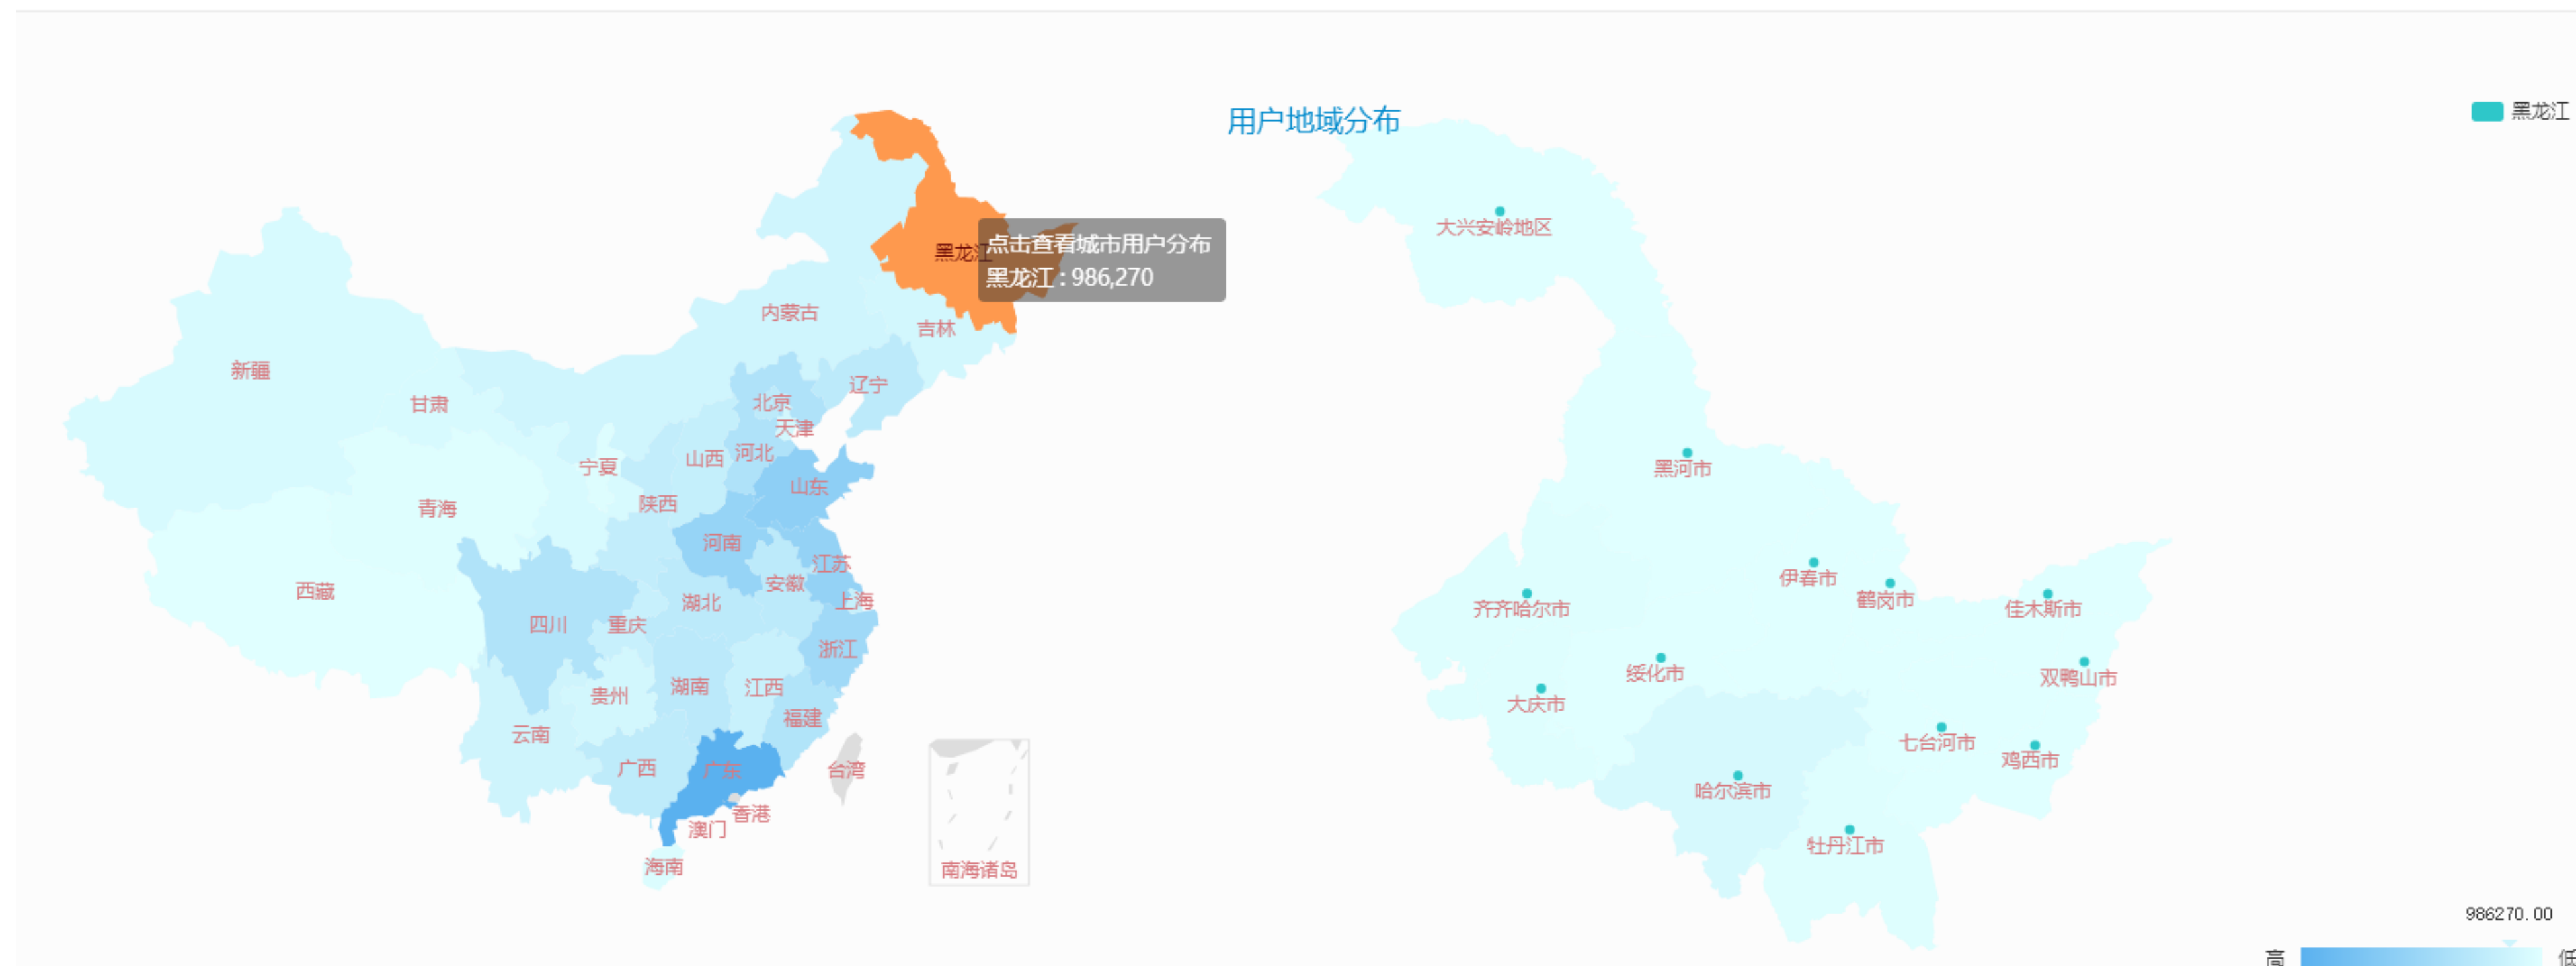 用户地域分布
黑龙江
黑龙江
点击查看城市用户分布
黑龙江 : 986,270
内蒙古
吉林
新疆
辽宁
甘肃
北京
天津
河北
山西
宁夏
山东
陕西
青海
河南
江苏
安徽
西藏
上海
湖北
四川
重庆
浙江
湖南
江西
贵州
福建
云南
广西
广东
台湾
香港
澳门
海南
南海诸岛
大兴安岭地区
黑河市
伊春市
鹤岗市
齐齐哈尔市
佳木斯市
绥化市
双鸭山市
大庆市
七台河市
鸡西市
哈尔滨市
牡丹江市
986270.00
高